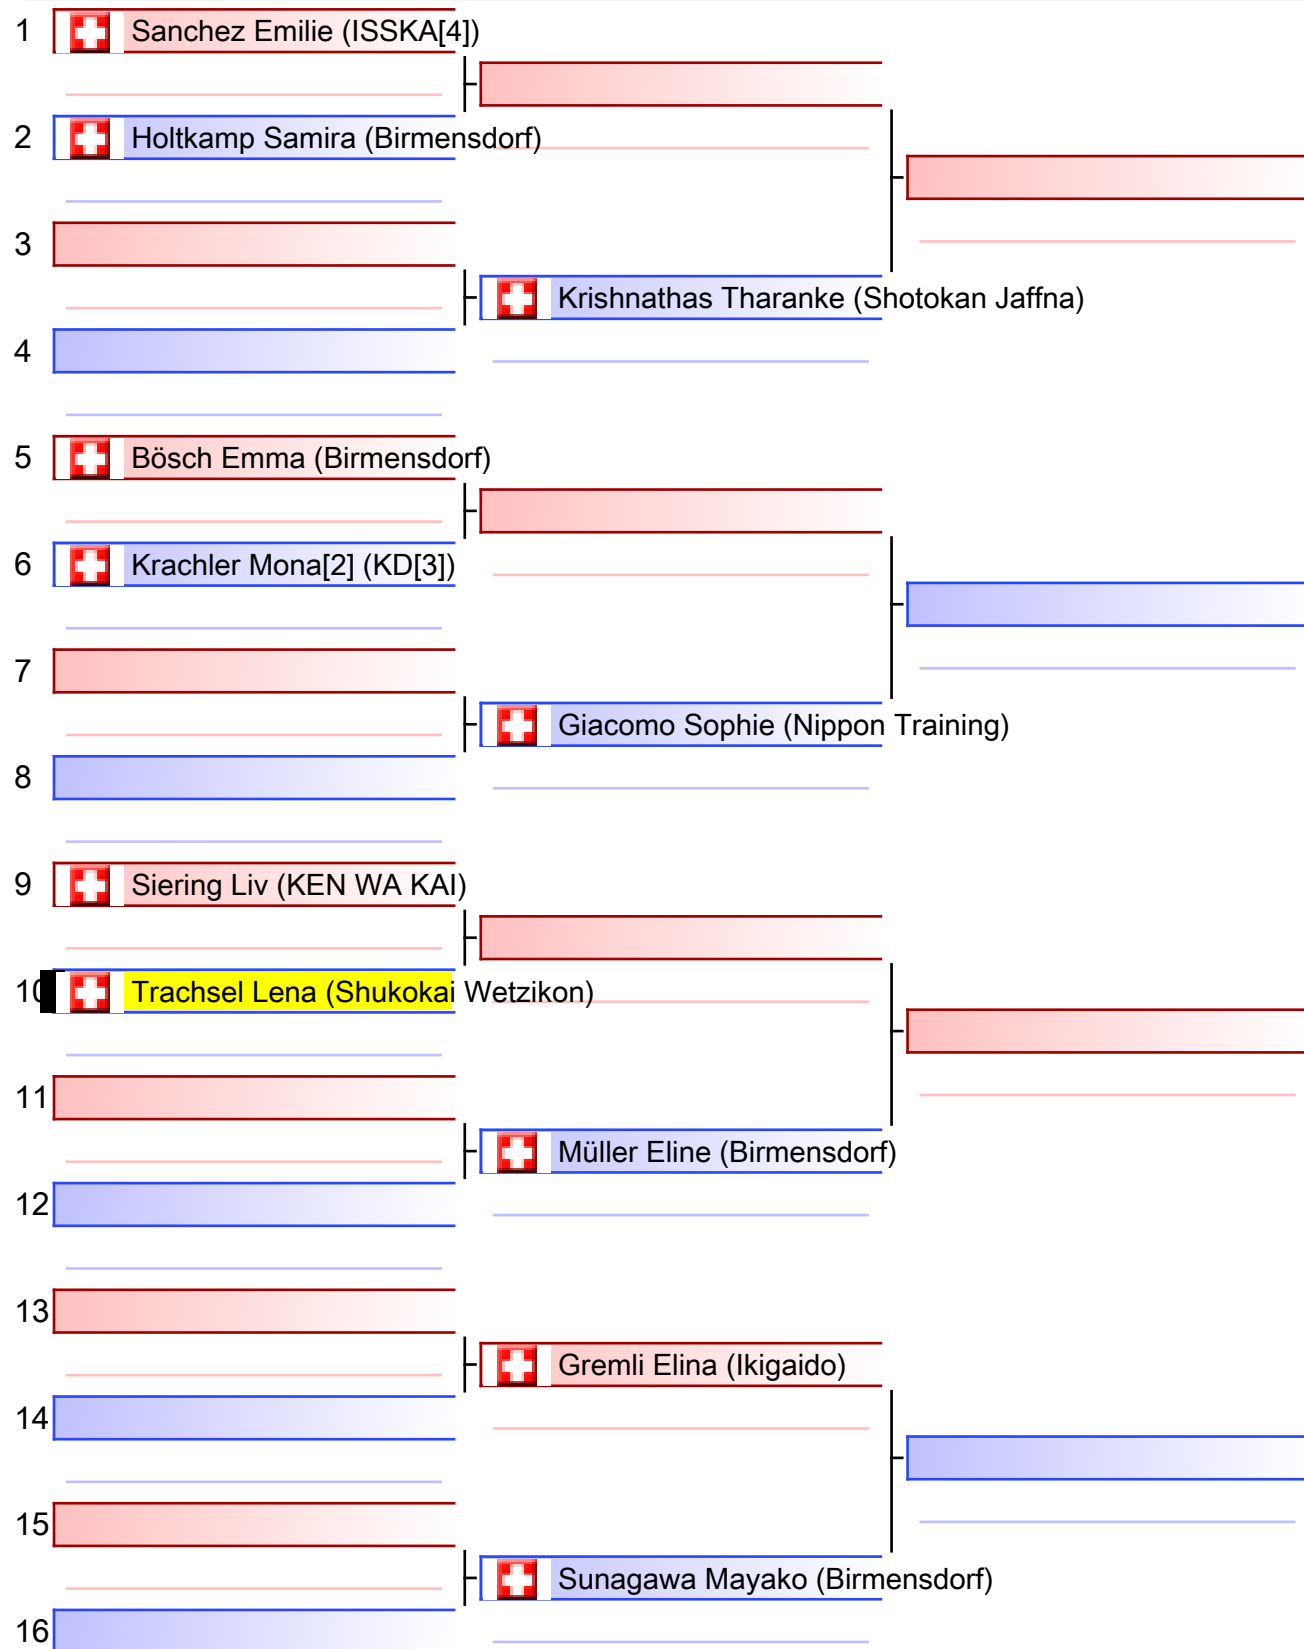 1 Sanchez Emilie (ISSKA[4])
2 Holtkamp Samira (Birmensdorf)
3
Krishnathas Tharanke (Shotokan Jaffna)
4
5 Bösch Emma (Birmensdorf)
6 Krachler Mona[2] (KD[3])
7
Giacomo Sophie (Nippon Training)
8
9 Siering Liv (KEN WA KAI)
10 Trachsel Lena (Shukokai Wetzikon)
11
Müller Eline (Birmensdorf)
12
13
Gremli Elina (Ikigaido)
14
15
Sunagawa Mayako (Birmensdorf)
16